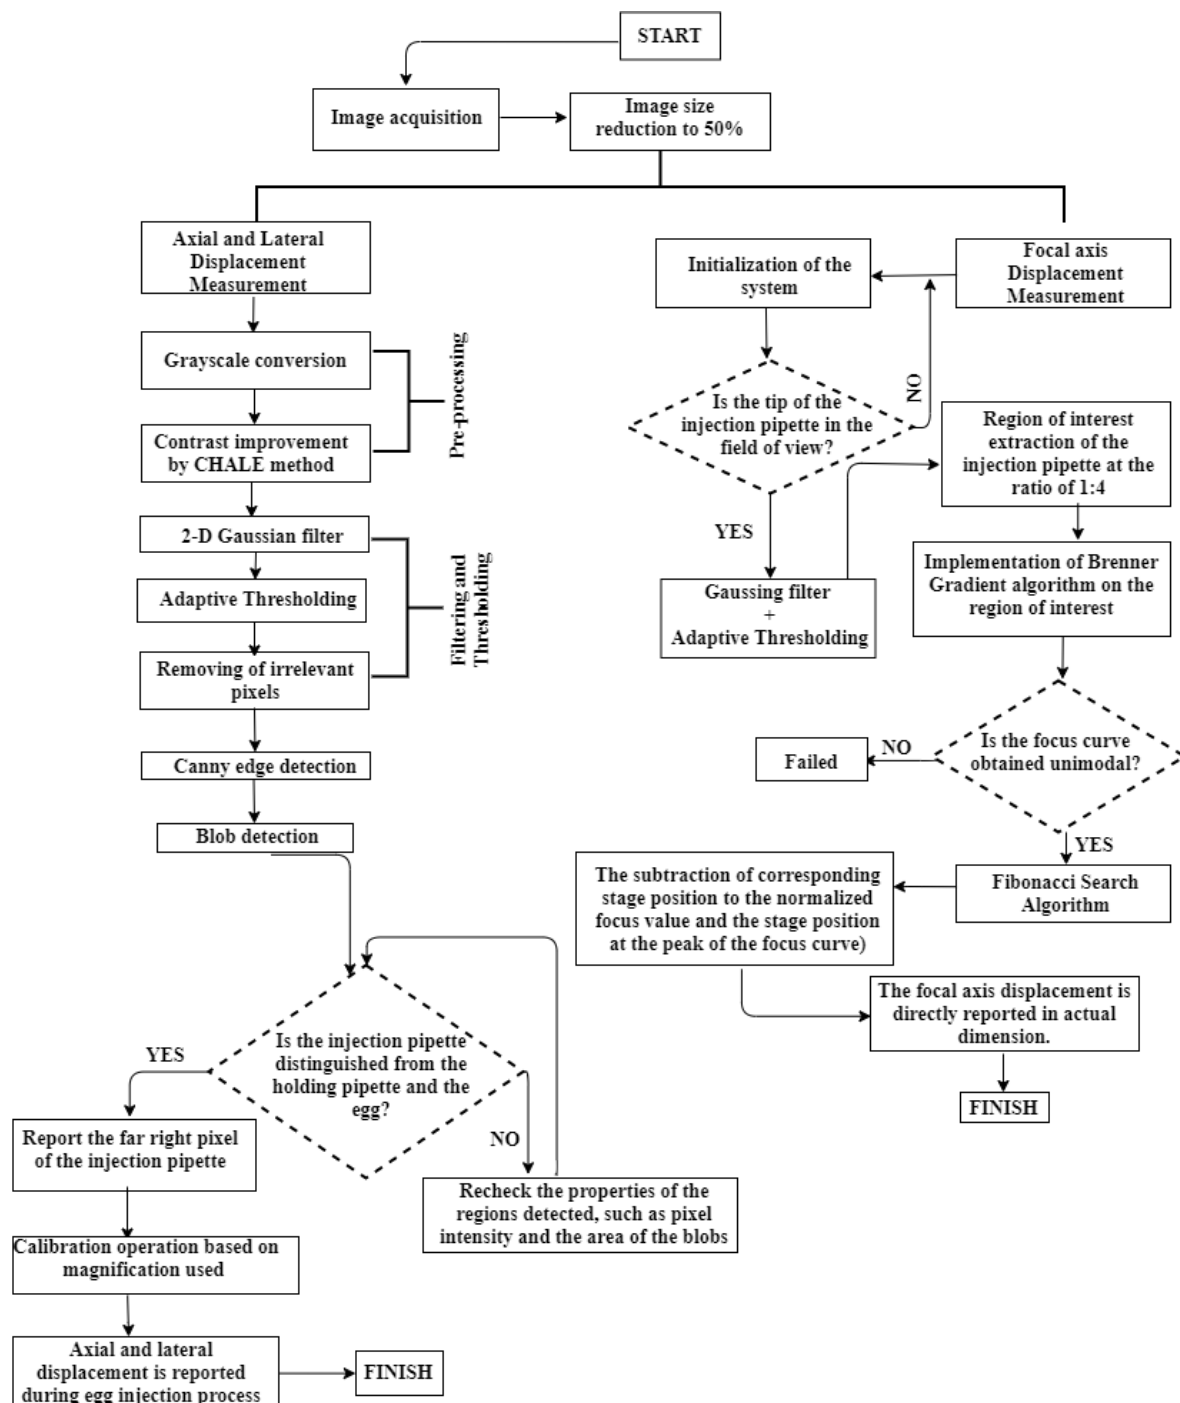 START
Image acquisition
Image size
reduction to 50%
Axial and Lateral
Displacement
Measurement
Grayscale conversion
Contrast improvement
by CHALE method
Pre-processing
2-D Gaussian filter
Adaptive Thresholding
Removing of irrelevant
pixels
Filtering and
Thresholding
Canny edge detection
Blob detection
Is the injection pipette
distinguished from the
holding pipette and the
egg?
YES
NO
Report the far right pixel
of the injection pipette
Recheck the properties of the
regions detected, such as pixel
intensity and the area of the blobs
Calibration operation based on
magnification used
Axial and lateral
displacement is reported
during egg injection process
FINISH
Focal axis
Displacement
Measurement
Initialization of the
system
Is the tip of the
injection pipette in the
field of view?
NO
YES
Gaussing filter
+
Adaptive Thresholding
Region of interest
extraction of the
injection pipette at the
ratio of 1:4
Implementation of Brenner
Gradient algorithm on the
region of interest
Is the focus curve
obtained unimodal?
NO
Failed
YES
Fibonacci Search
Algorithm
The subtraction of corresponding
stage position to the normalized
focus value and the stage position
at the peak of the focus curve)
The focal axis displacement is
directly reported in actual
dimension.
FINISH